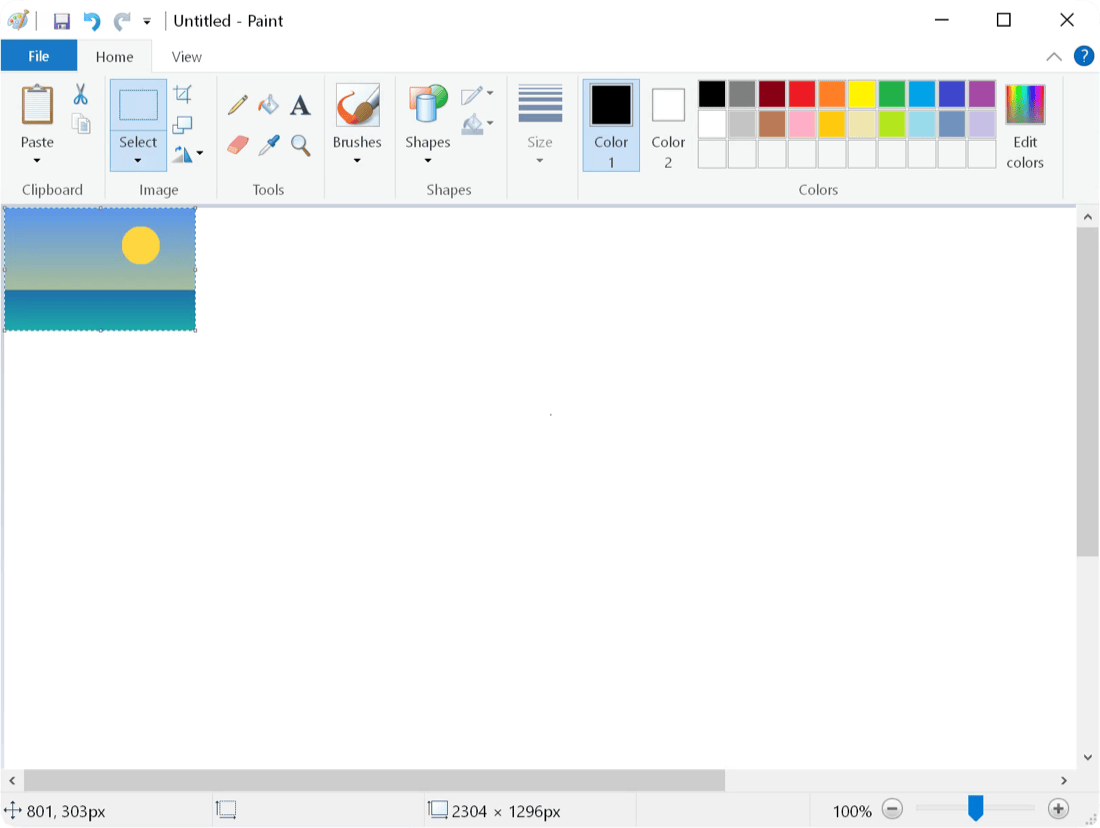 Untitled - Paint
File
Home
View
?
Paste
Clipboard
Select
Image
A
Tools
Brushes
Shapes
Shapes
Size
Color
1
Color
2
Edit
colors
Colors
801, 303px
2304 × 1296px
100%